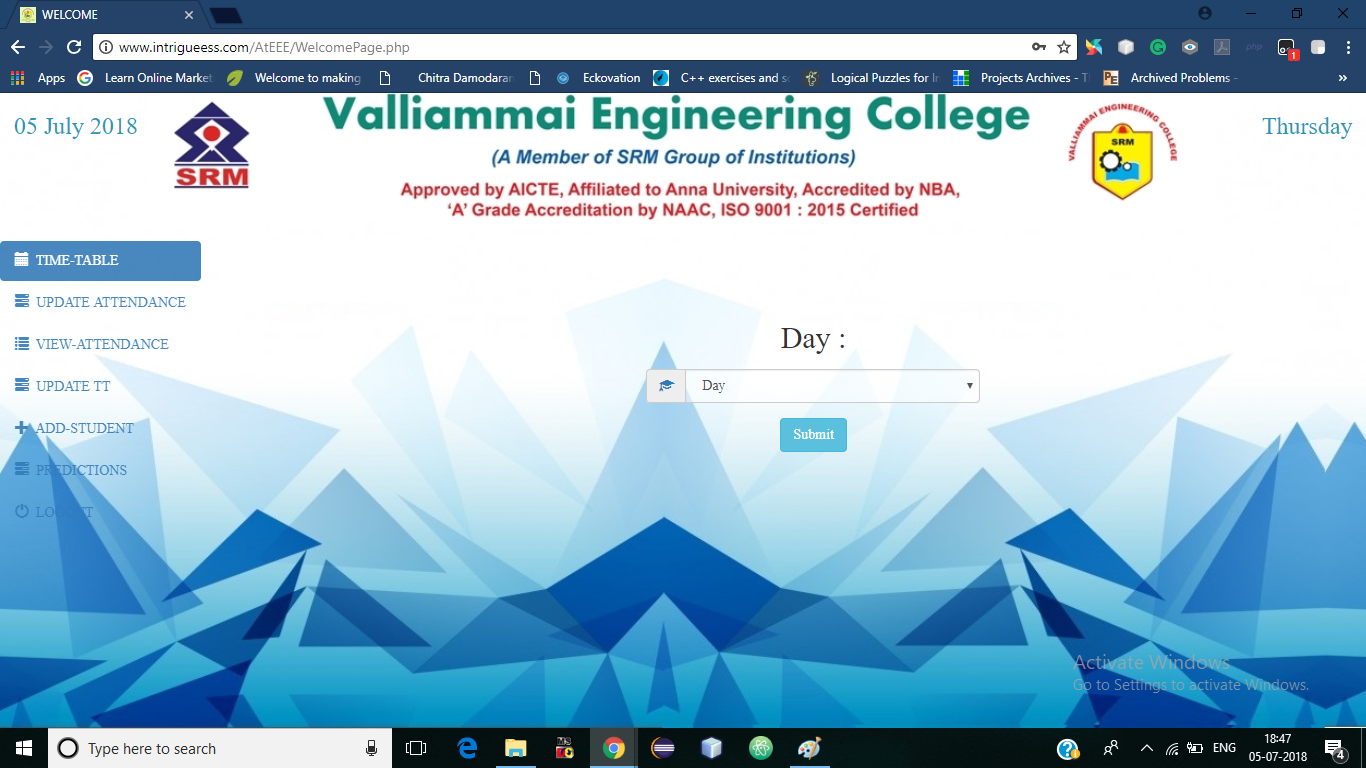 WELCOME
www.intrigueess.com/AtEEE/WelcomePage.php
Apps Learn Online Market Welcome to making Chitra Damodaran Eckovation C++ exercises and s Logical Puzzles for I Projects Archives - T Archived Problems - »
05 July 2018
SRM
Valliammai Engineering College
(A Member of SRM Group of Institutions)
Approved by AICTE, Affiliated to Anna University, Accredited by NBA,
‘A’ Grade Accreditation by NAAC, ISO 9001 : 2015 Certified
VALLIAMMAI ENGINEERING COLLEGE
SRM
Thursday
TIME-TABLE
UPDATE ATTENDANCE
VIEW-ATTENDANCE
UPDATE TT
ADD-STUDENT
PREDICTIONS
LOGOUT
Day :
Day
Submit
Activate Windows
Go to Settings to activate Windows.
Type here to search
ENG
18:47
05-07-2018
4